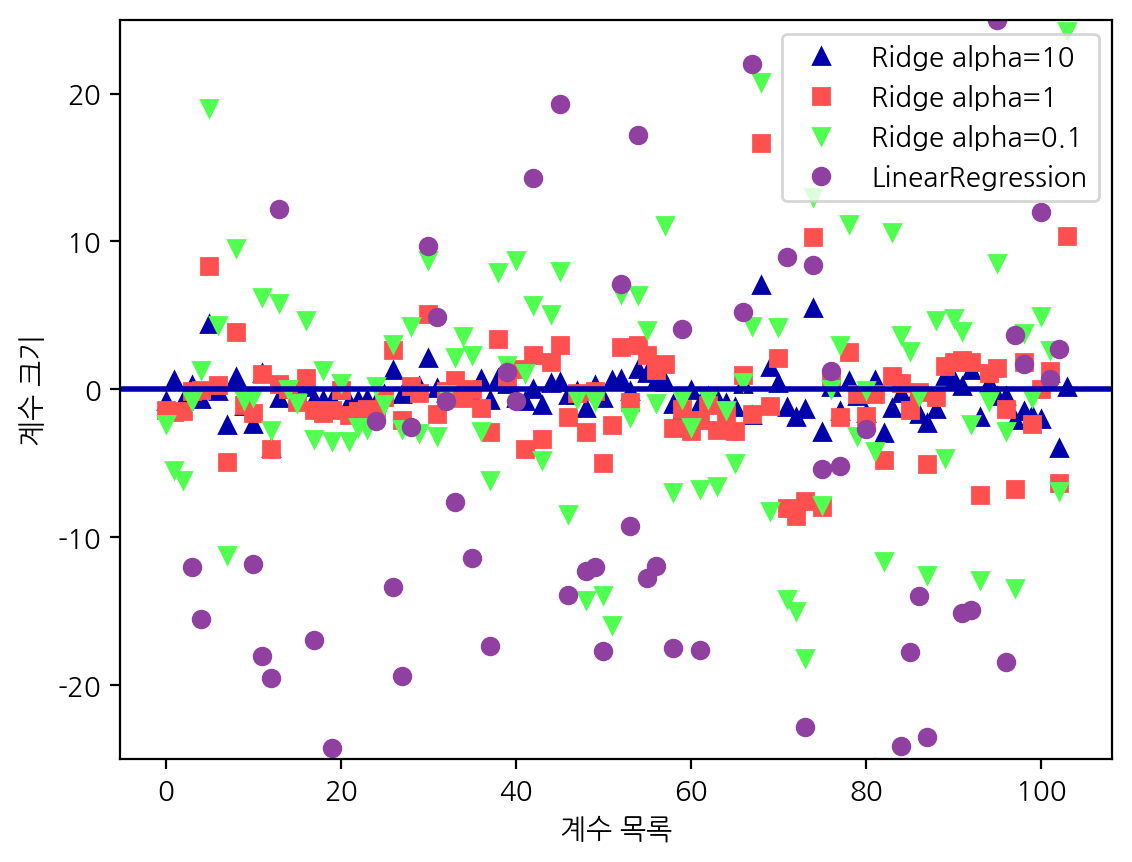 20
10
0
-10
-20
계수 크기
Ridge alpha=10
Ridge alpha=1
Ridge alpha=0.1
LinearRegression
0 20 40 60 80 100
계수 목록